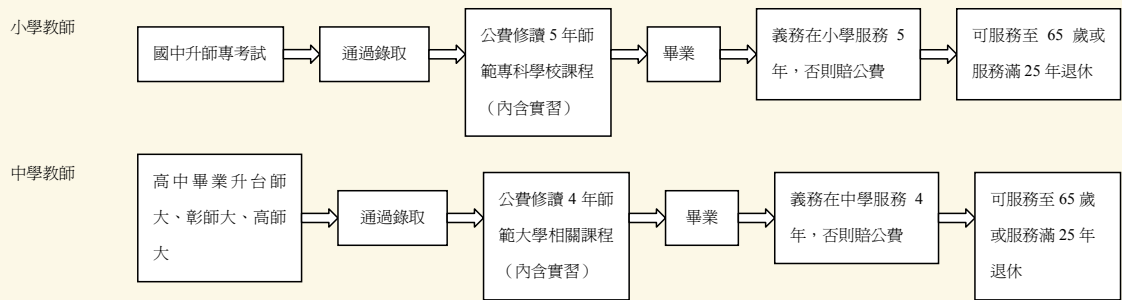 小學教師
國中升師專考試
通過錄取
公費修讀 5 年師
範專科學校課程
（內含實習）
畢業
義務在小學服務 5
年，否則賠公費
可服務至 65 歲或
服務滿 25 年退休
中學教師
高中畢業升台師
大、彰師大、高師
大
通過錄取
公費修讀 4 年師
範大學相關課程
（內含實習）
畢業
義務在中學服務 4
年，否則賠公費
可服務至 65 歲
或服務滿 25 年
退休